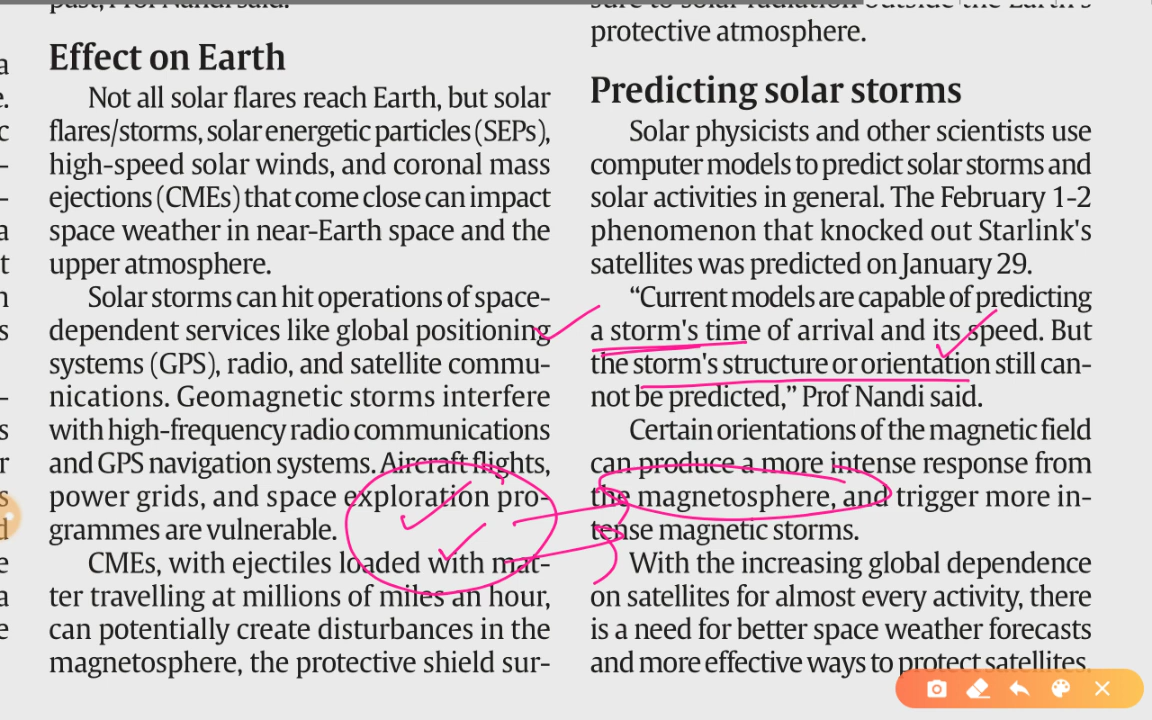 past, Prof Nandi said.
Effect on Earth
Not all solar flares reach Earth, but solar
flares/storms, solar energetic particles (SEPs),
high-speed solar winds, and coronal mass
ejections (CMEs) that come close can impact
space weather in near-Earth space and the
upper atmosphere.
Solar storms can hit operations of space-
dependent services like global positioning
systems (GPS), radio, and satellite commu-
nications. Geomagnetic storms interfere
with high-frequency radio communications
and GPS navigation systems. Aircraft flights,
power grids, and space exploration pro-
grammes are vulnerable.
CMEs, with ejectiles loaded with mat-
ter travelling at millions of miles an hour,
can potentially create disturbances in the
magnetosphere, the protective shield sur-
sure to solar radiation outside the Earth's
protective atmosphere.
Predicting solar storms
Solar physicists and other scientists use
computer models to predict solar storms and
solar activities in general. The February 1-2
phenomenon that knocked out Starlink's
satellites was predicted on January 29.
“Current models are capable of predicting
a storm's time of arrival and its speed. But
the storm's structure or orientation still can-
not be predicted,” Prof Nandi said.
Certain orientations of the magnetic field
can produce a more intense response from
the magnetosphere, and trigger more in-
tense magnetic storms.
With the increasing global dependence
on satellites for almost every activity, there
is a need for better space weather forecasts
and more effective ways to protect satellites.